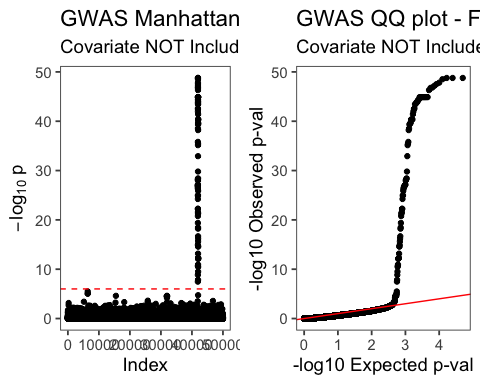 GWAS Manhattan
Covariate NOT Includ
50
40
30
20
10
0
−log10 p
0 10000 20000 30000 40000 50000
Index
GWAS QQ plot - F
Covariate NOT Include
50
40
30
20
10
0
-log10 Observed p-val
0 1 2 3 4
-log10 Expected p-val